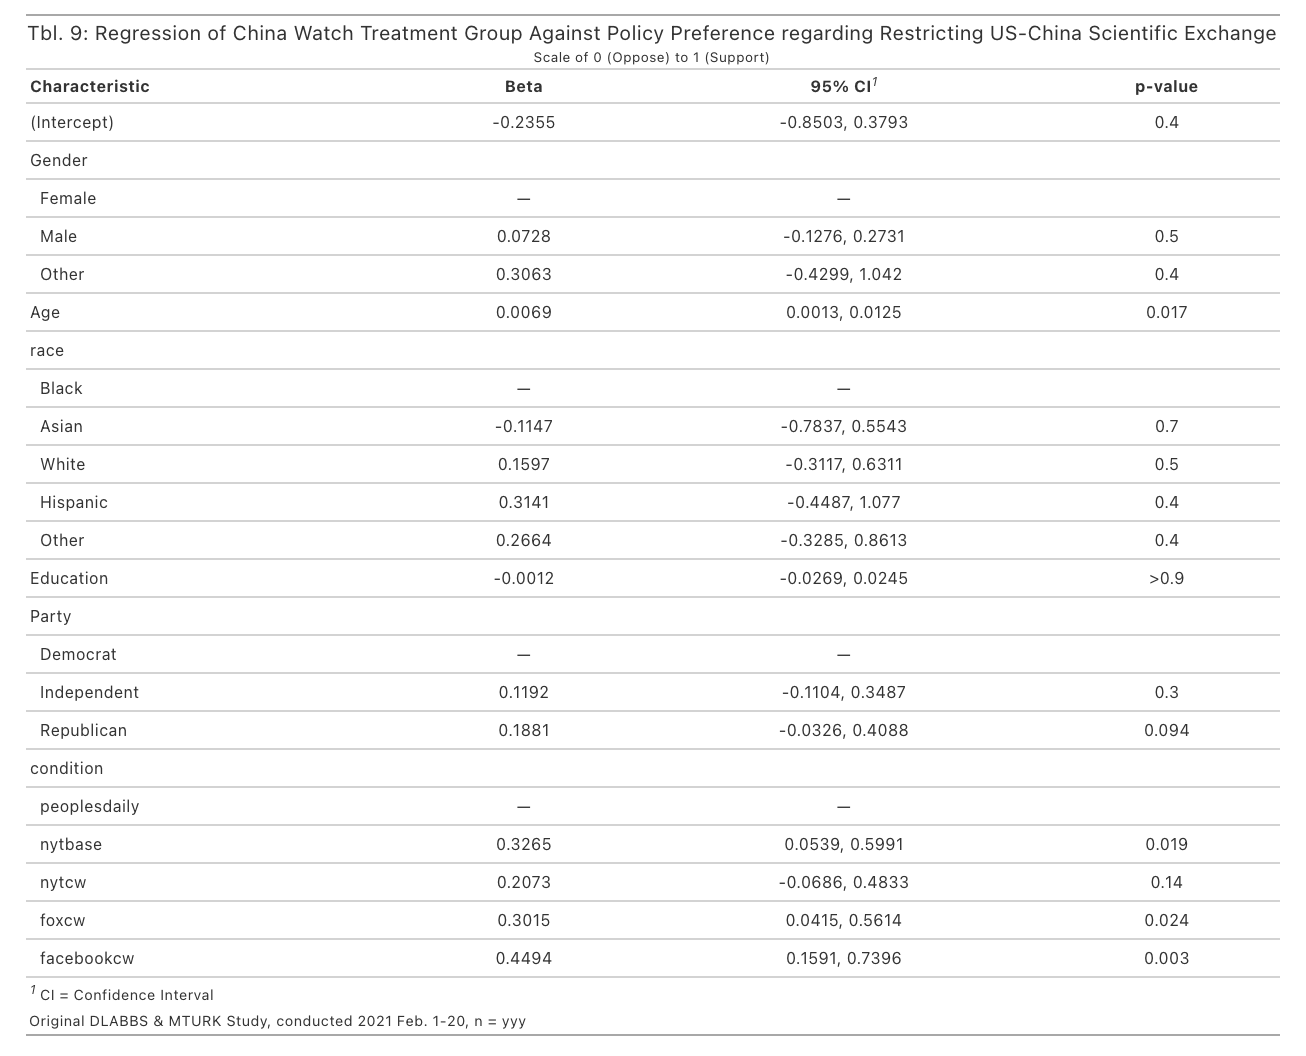 Tbl. 9: Regression of China Watch Treatment Group Against Policy Preference regarding Restricting US-China Scientific Exchange
Scale of 0 (Oppose) to 1 (Support)
Characteristic Beta 95% CI1 p-value
(Intercept) -0.2355 -0.8503, 0.3793 0.4
Gender
Female — —
Male 0.0728 -0.1276, 0.2731 0.5
Other 0.3063 -0.4299, 1.042 0.4
Age 0.0069 0.0013, 0.0125 0.017
race
Black — —
Asian -0.1147 -0.7837, 0.5543 0.7
White 0.1597 -0.3117, 0.6311 0.5
Hispanic 0.3141 -0.4487, 1.077 0.4
Other 0.2664 -0.3285, 0.8613 0.4
Education -0.0012 -0.0269, 0.0245 >0.9
Party
Democrat — —
Independent 0.1192 -0.1104, 0.3487 0.3
Republican 0.1881 -0.0326, 0.4088 0.094
condition
peoplesdaily — —
nytbase 0.3265 0.0539, 0.5991 0.019
nytcw 0.2073 -0.0686, 0.4833 0.14
foxcw 0.3015 0.0415, 0.5614 0.024
facebookcw 0.4494 0.1591, 0.7396 0.003
1 CI = Confidence Interval
Original DLABBS & MTURK Study, conducted 2021 Feb. 1-20, n = yyy